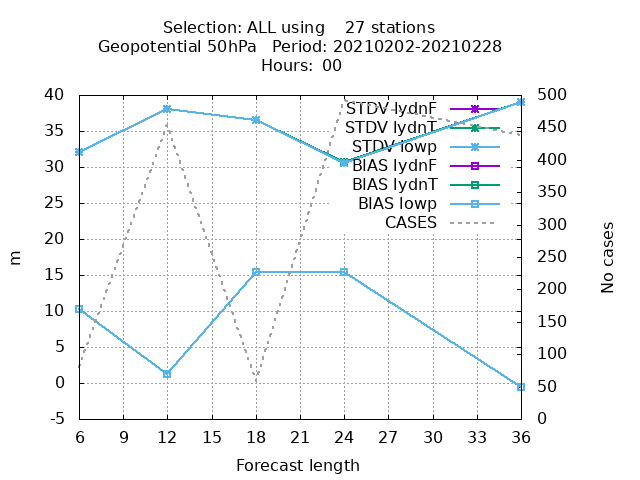 Selection: ALL using 27 stations
Geopotential 50hPa Period: 20210202-20210228
Hours: 00
40
35
30
25
20
15
10
5
0
-5
m
500
450
400
350
300
250
200
150
100
50
0
No cases
STDV lydnF
STDV lydnT
STDV lowp
BIAS lydnF
BIAS lydnT
BIAS lowp
CASES
6 9 12 15 18 21 24 27 30 33 36
Forecast length